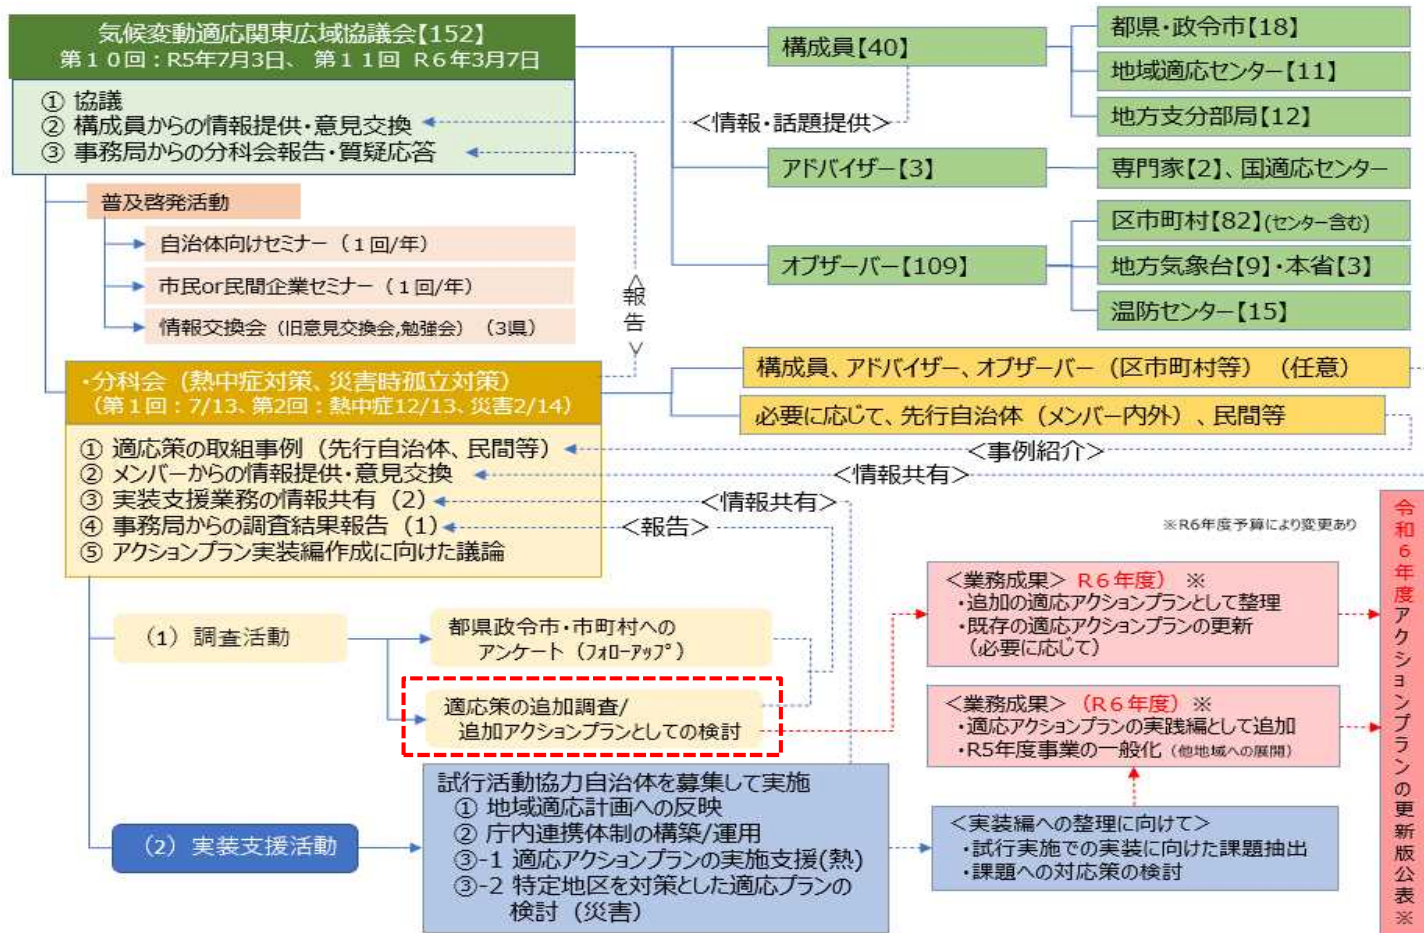 気候変動適応関東広域協議会【152】
第10回：R5年7月3日、 第11回 R6年3月7日
① 協議
② 構成員からの情報提供・意見交換
③ 事務局からの分科会報告・質疑応答
＜情報・話題提供＞
構成員【40】
都県・政令市【18】
地域適応センター【11】
地方支分部局【12】
アドバイザー【3】
専門家【2】、国適応センター
オブザーバー【109】
区市町村【82】(センター含む)
地方気象台【9】・本省【3】
温防センター【15】
普及啓発活動
自治体向けセミナー（１回/年）
市民or民間企業セミナー（１回/年）
情報交換会（旧意見交換会,勉強会）（3県）
＜報告＞
・分科会（熱中症対策、災害時孤立対策）
（第１回：7/13、第2回：熱中症12/13、災害2/14）
① 適応策の取組事例（先行自治体、民間等）
② メンバーからの情報提供・意見交換
③ 実装支援業務の情報共有（2）
④ 事務局からの調査結果報告（1）
⑤ アクションプラン実装編作成に向けた議論
構成員、アドバイザー、オブザーバー（区市町村等）（任意）
必要に応じて、先行自治体（メンバー内外）、民間等
＜事例紹介＞
＜情報共有＞
＜情報共有＞
＜報告＞
※R6年度予算により変更あり
（1）調査活動
都県政令市・市町村への
アンケート（ﾌｫﾛｰｱｯﾌﾟ）
適応策の追加調査/
追加アクションプランとしての検討
＜業務成果＞ R６年度） ※
・追加の適応アクションプランとして整理
・既存の適応アクションプランの更新
（必要に応じて）
＜業務成果＞（R６年度） ※
・適応アクションプランの実践編として追加
・R5年度事業の一般化（他地域への展開）
（2）実装支援活動
試行活動協力自治体を募集して実施
① 地域適応計画への反映
② 庁内連携体制の構築/運用
③-1 適応アクションプランの実施支援(熱)
③-2 特定地区を対策とした適応プランの
検討（災害）
＜実装編への整理に向けて＞
・試行実施での実装に向けた課題抽出
・課題への対応策の検討
令和６年度アクションプランの更新版公表※